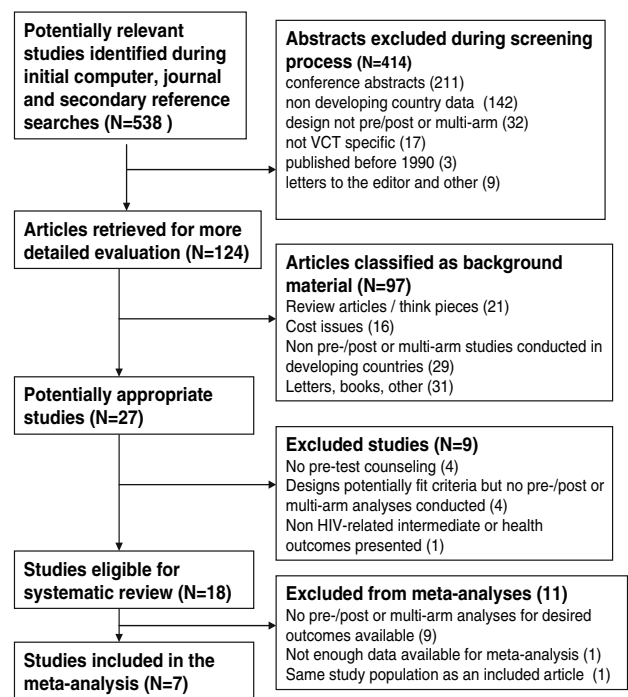 Potentially relevant
studies identified during
initial computer, journal
and secondary reference
searches (N=538 )
Abstracts excluded during screening
process (N=414)
conference abstracts (211)
non developing country data (142)
design not pre/post or multi-arm (32)
not VCT specific (17)
published before 1990 (3)
letters to the editor and other (9)
Articles retrieved for more
detailed evaluation (N=124)
Articles classified as background
material (N=97)
Review articles / think pieces (21)
Cost issues (16)
Non pre-/post or multi-arm studies conducted in
developing countries (29)
Letters, books, other (31)
Potentially appropriate
studies (N=27)
Excluded studies (N=9)
No pre-test counseling (4)
Designs potentially fit criteria but no pre-/post or
multi-arm analyses conducted (4)
Non HIV-related intermediate or health
outcomes presented (1)
Studies eligible for
systematic review (N=18)
Excluded from meta-analyses (11)
No pre-/post or multi-arm analyses for desired
outcomes available (9)
Not enough data available for meta-analysis (1)
Same study population as an included article (1)
Studies included in the
meta-analysis (N=7)